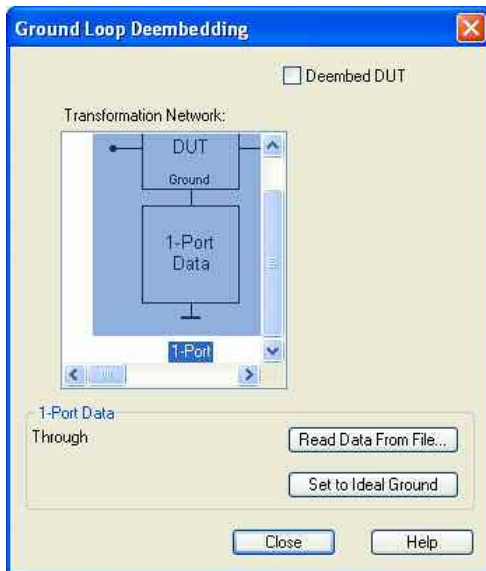 Ground Loop Deembedding
Deembed DUT
Transformation Network:
DUT
Ground
1-Port
Data
1-Port
1-Port Data
Through
Read Data From File...
Set to Ideal Ground
Close
Help